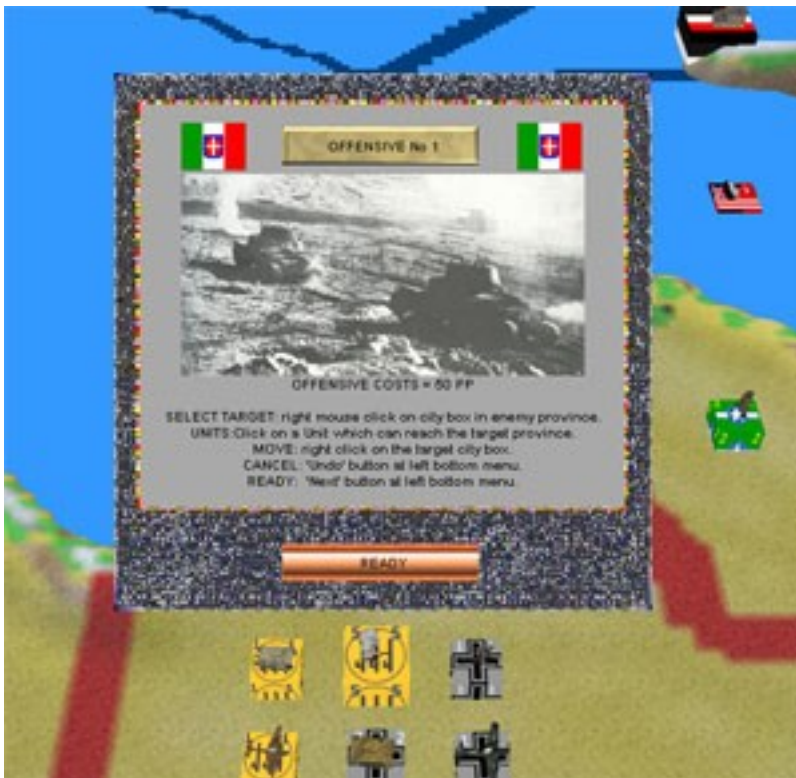 OFFENSIVE No 1
OFFENSIVE COSTS = 50 PP
SELECT TARGET: right mouse click on city box in enemy province.
UNITS:Click on a Unit which can reach the target province.
MOVE: right click on the target city box.
CANCEL: 'Undo' button at left bottom menu.
READY: 'Next' button at left bottom menu.
READY